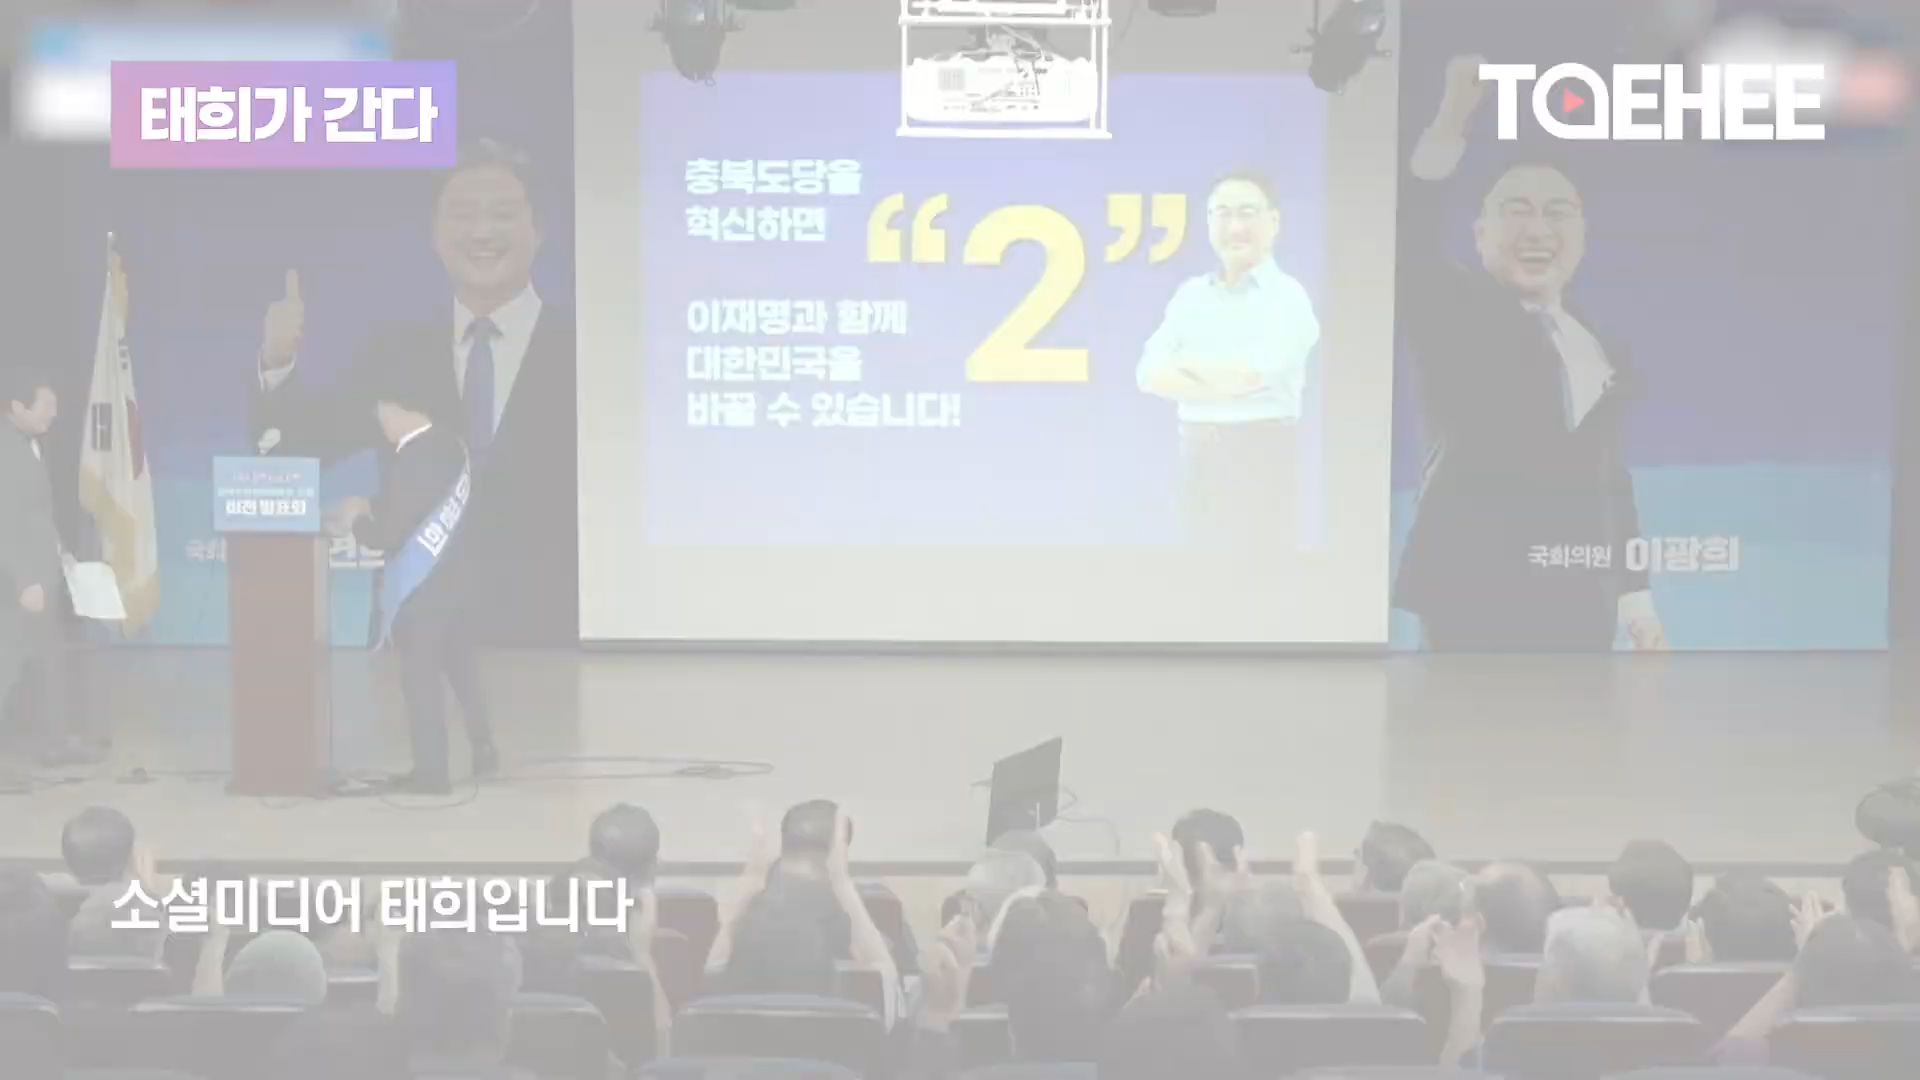 태희가 간다
TAEHEE
충북도당을
혁신하면
“2”
이재명과 함께
대한민국을
바꿀 수 있습니다!
비전 발표회
국회의원 이광희
소셜미디어 태희입니다